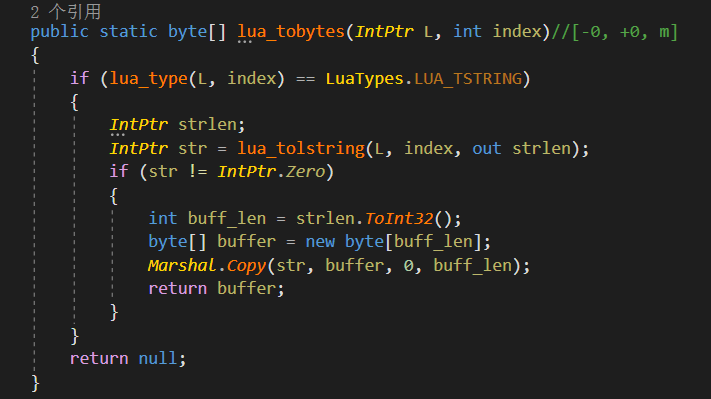 2 个引用
public static byte[] lua_tobytes(IntPtr L, int index)//[-0, +0, m]
{
if (lua_type(L, index) == LuaTypes.LUA_TSTRING)
{
IntPtr strlen;
IntPtr str = lua_tolstring(L, index, out strlen);
if (str != IntPtr.Zero)
{
int buff_len = strlen.ToInt32();
byte[] buffer = new byte[buff_len];
Marshal.Copy(str, buffer, 0, buff_len);
return buffer;
}
}
return null;
}